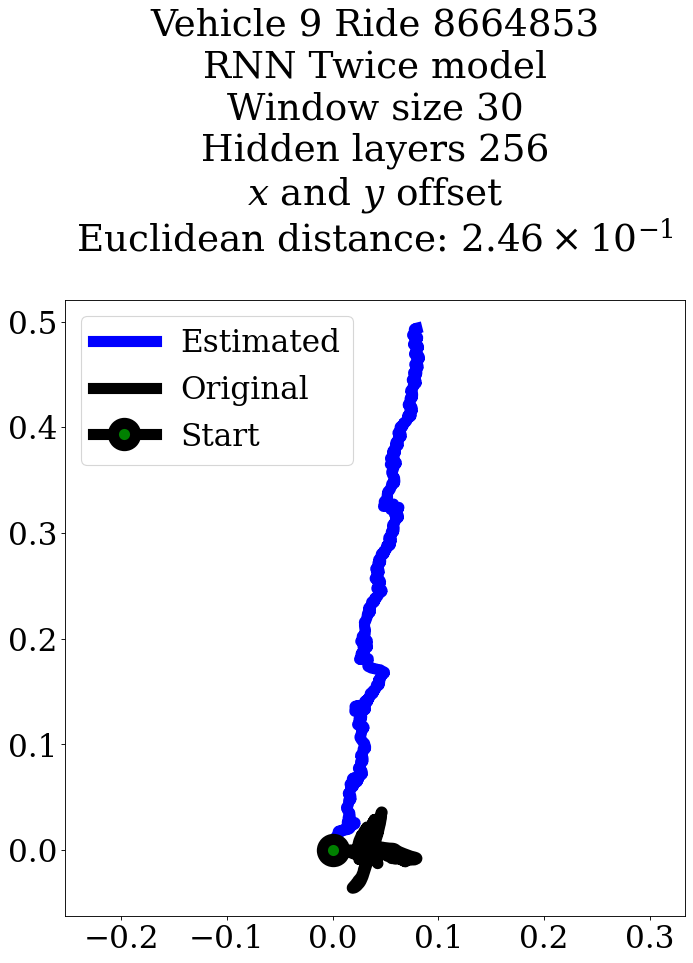 Vehicle 9 Ride 8664853
RNN Twice model
Window size 30
Hidden layers 256
x and y offset
Euclidean distance: 2.46 × 10⁻¹
Estimated
Original
Start
0.5
0.4
0.3
0.2
0.1
0.0
−0.2 −0.1 0.0 0.1 0.2 0.3